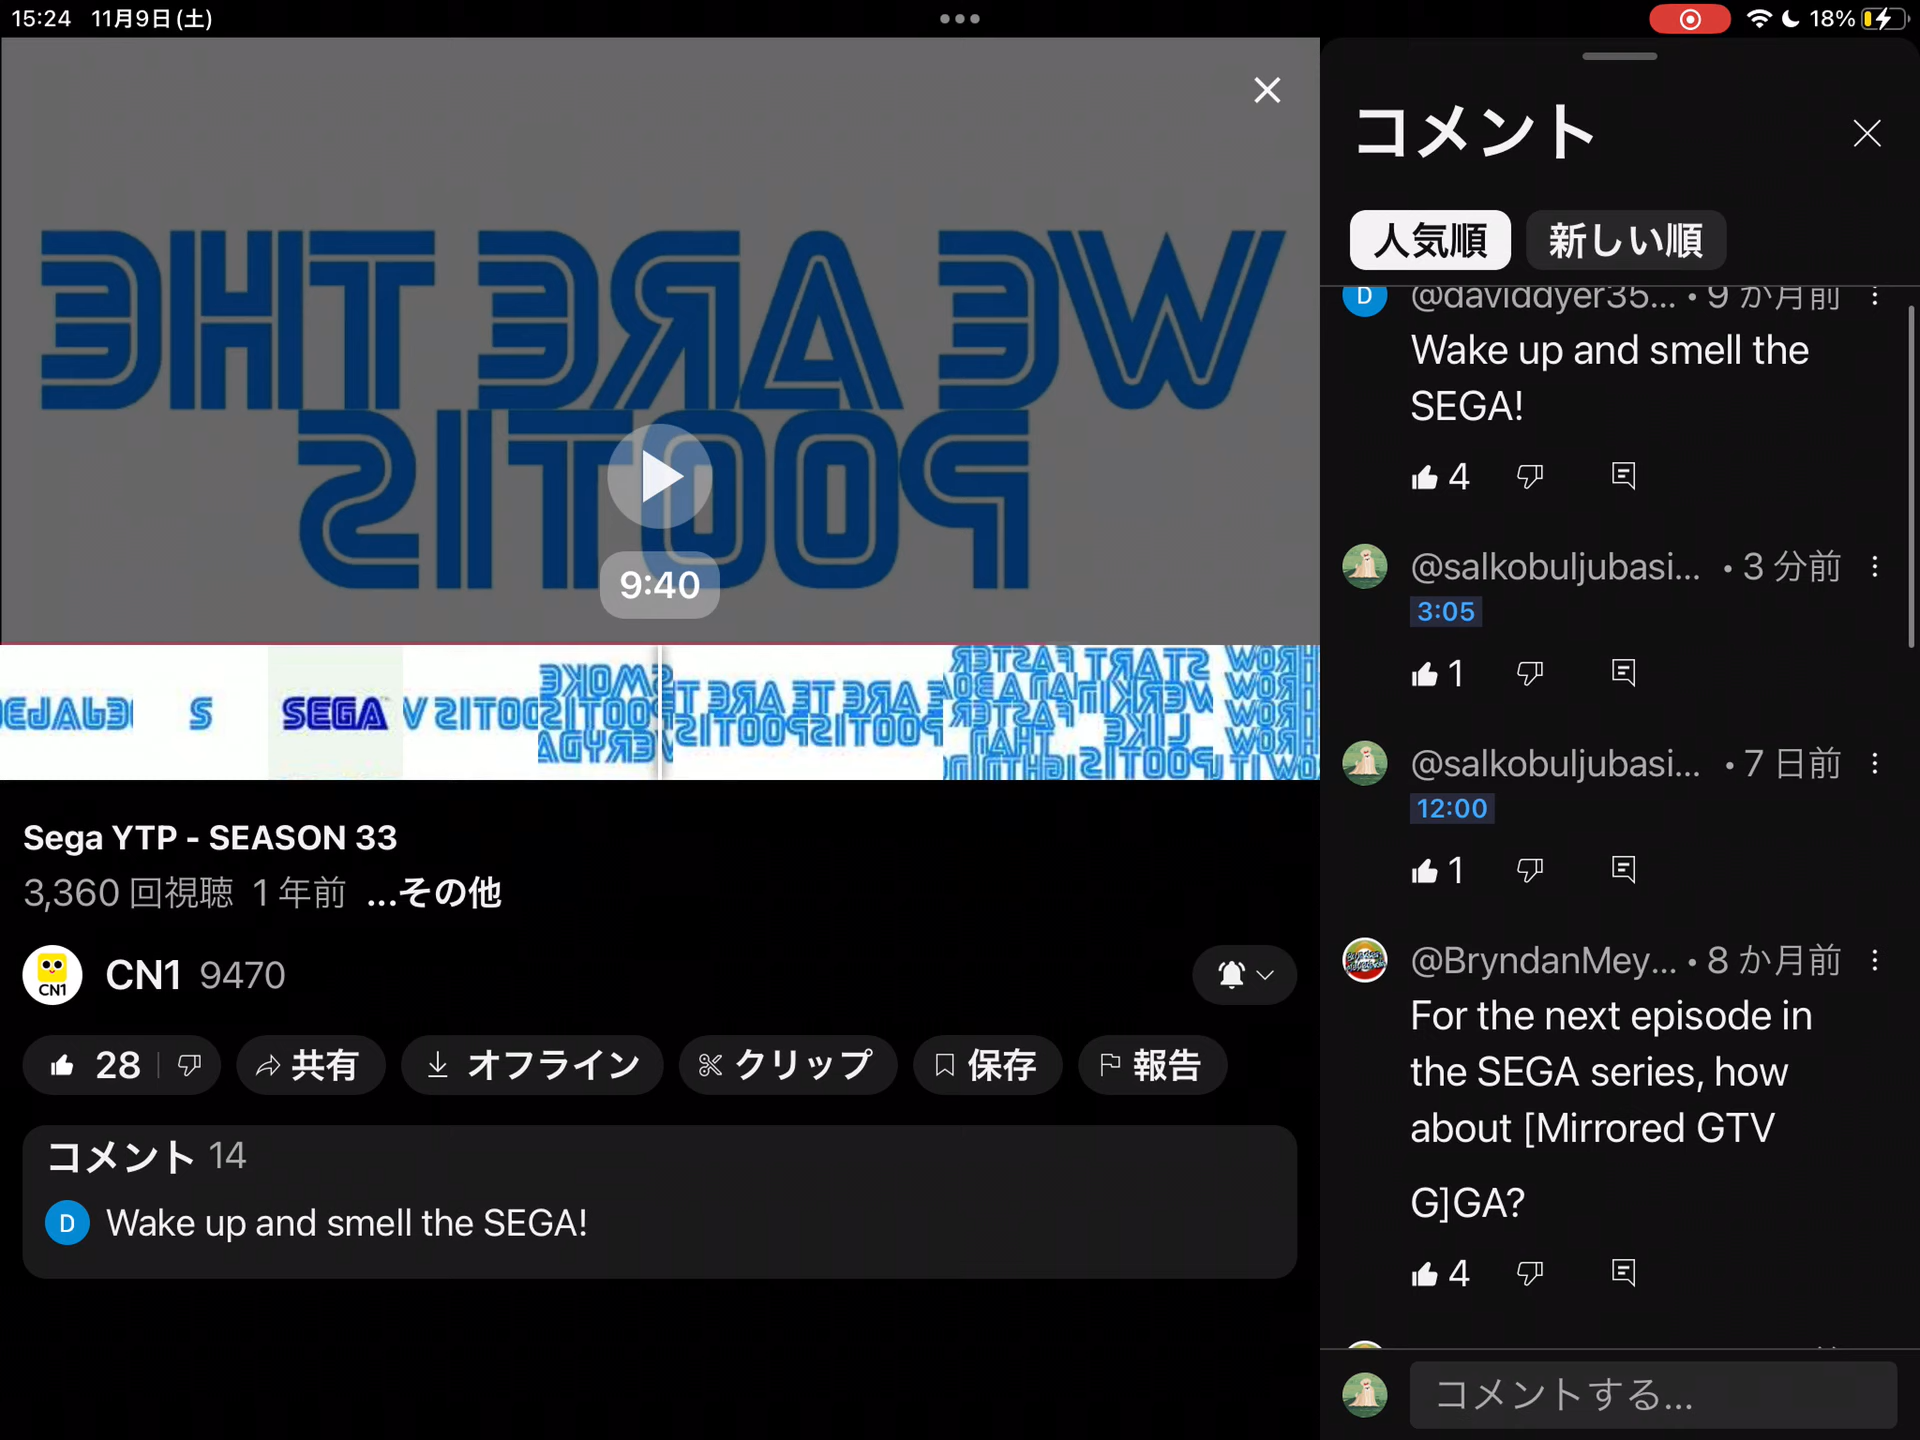 15:24 11月9日(土)
18%
WE ARE THE
POOTIS
9:40
SEGA
Sega YTP - SEASON 33
3,360 回視聴 1 年前 ...その他
CN1
CN1 9470
28
共有
オフライン
クリップ
保存
報告
コメント 14
D
Wake up and smell the SEGA!
コメント
人気順
新しい順
D
@daviddyer35... • 9 か月前
Wake up and smell the
SEGA!
4
@salkobuljubasi... • 3 分前
3:05
1
@salkobuljubasi... • 7 日前
12:00
1
@BryndanMey... • 8 か月前
For the next episode in
the SEGA series, how
about [Mirrored GTV
G]GA?
4
コメントする...